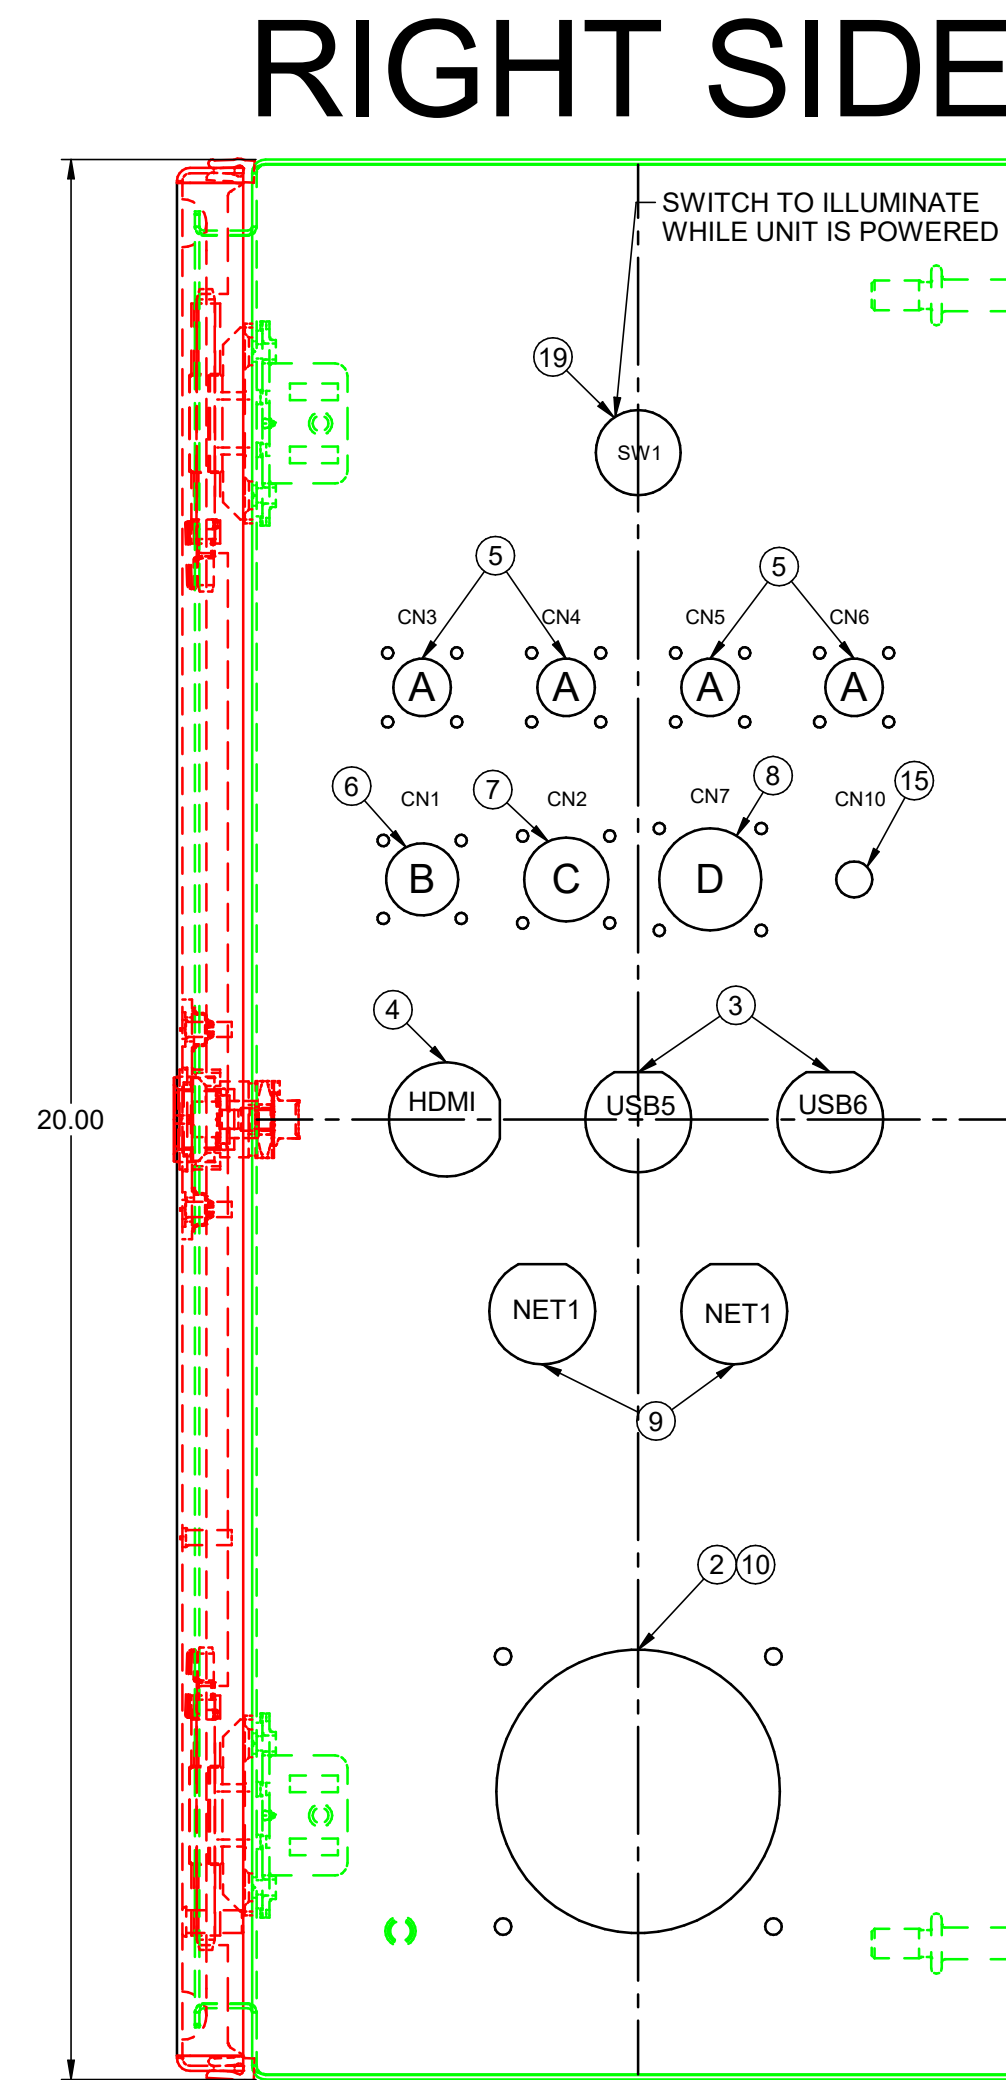 RIGHT SIDE
SWITCH TO ILLUMINATE
WHILE UNIT IS POWERED
19
SW1
5
5
CN3
CN4
CN5
CN6
A
A
A
A
6
7
8
15
CN1
CN2
CN7
CN10
B
C
D
4
3
HDMI
USB5
USB6
20.00
NET1
NET1
9
2
10